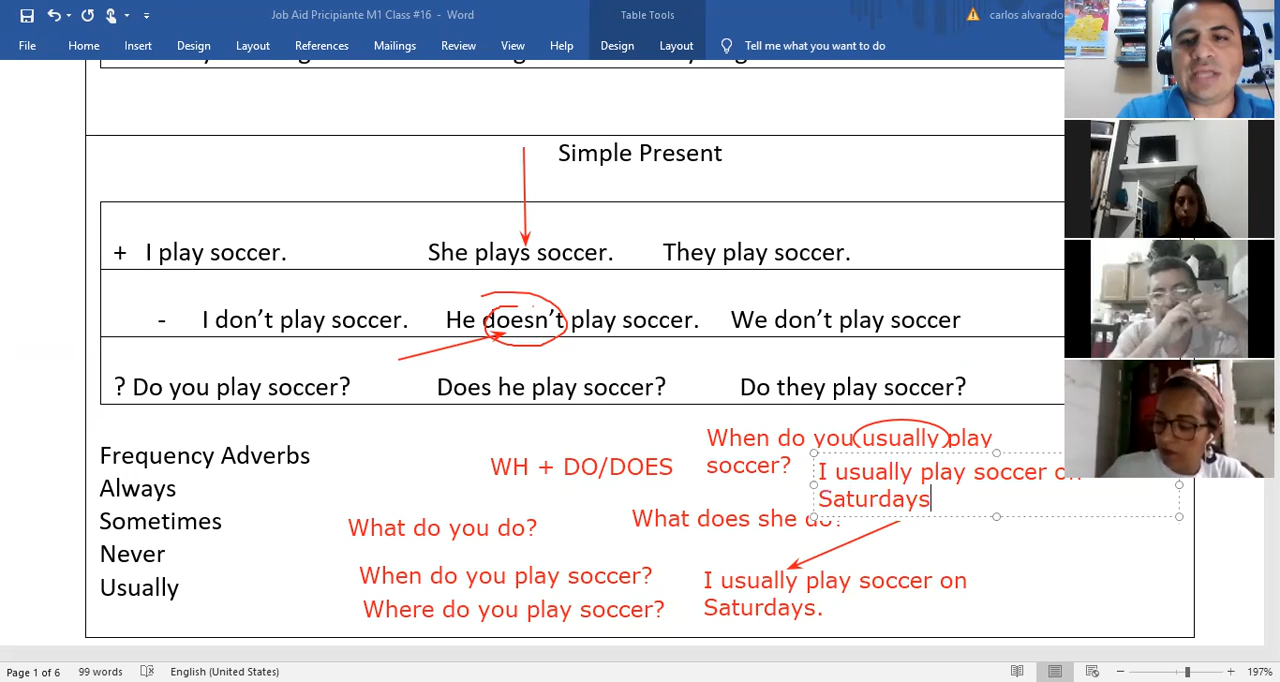 Job Aid Pricipiante M1 Class #16 - Word
Table Tools
carlos alvarado
File Home Insert Design Layout References Mailings Review View Help Design Layout Tell me what you want to do
Simple Present
+ I play soccer. She plays soccer. They play soccer.
- I don’t play soccer. He doesn’t play soccer. We don’t play soccer
? Do you play soccer? Does he play soccer? Do they play soccer?
Frequency Adverbs
Always
Sometimes
Never
Usually
WH + DO/DOES
When do you usually play
soccer?
I usually play soccer on
Saturdays
What do you do?
What does she do?
When do you play soccer?
Where do you play soccer?
I usually play soccer on
Saturdays.
Page 1 of 6 99 words English (United States) 197%